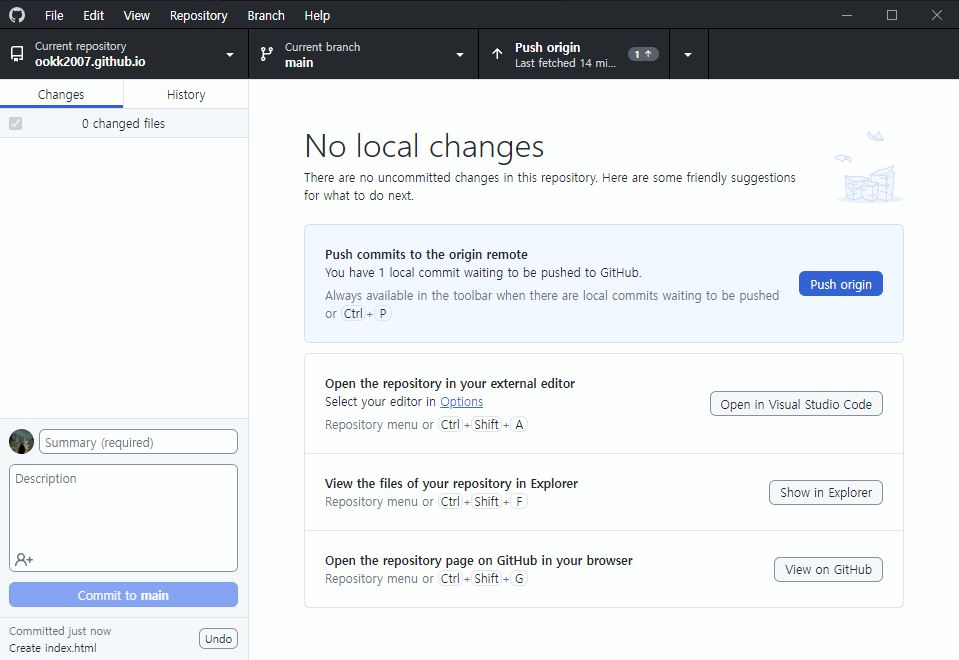 File Edit View Repository Branch Help
Current repository
ookk2007.github.io
Current branch
main
Push origin
Last fetched 14 mi...
1
Changes History
0 changed files
No local changes
There are no uncommitted changes in this repository. Here are some friendly suggestions
for what to do next.
Push commits to the origin remote
You have 1 local commit waiting to be pushed to GitHub.
Always available in the toolbar when there are local commits waiting to be pushed
or Ctrl + P
Push origin
Open the repository in your external editor
Select your editor in Options
Repository menu or Ctrl + Shift + A
Open in Visual Studio Code
View the files of your repository in Explorer
Repository menu or Ctrl + Shift + F
Show in Explorer
Open the repository page on GitHub in your browser
Repository menu or Ctrl + Shift + G
View on GitHub
Summary (required)
Description
Commit to main
Committed just now
Create index.html
Undo